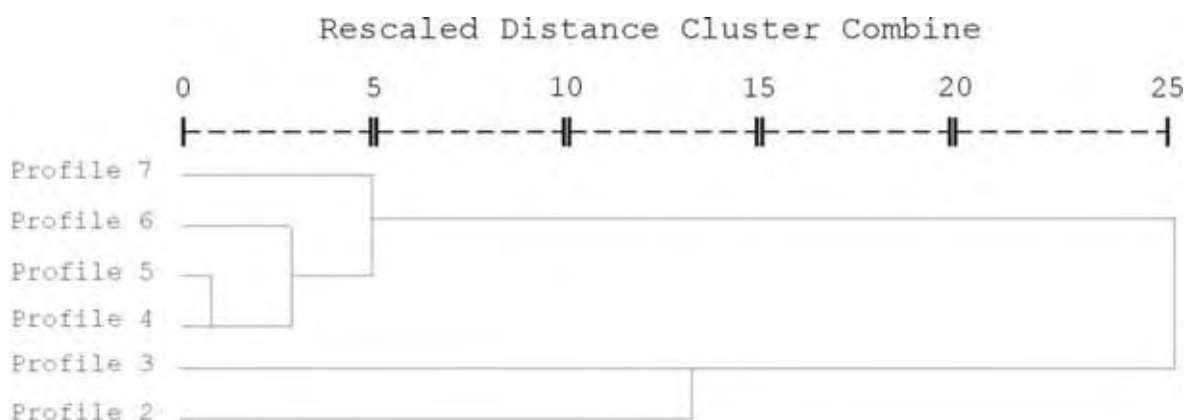 Rescaled Distance Cluster Combine
0 5 10 15 20 25
Profile 7
Profile 6
Profile 5
Profile 4
Profile 3
Profile 2